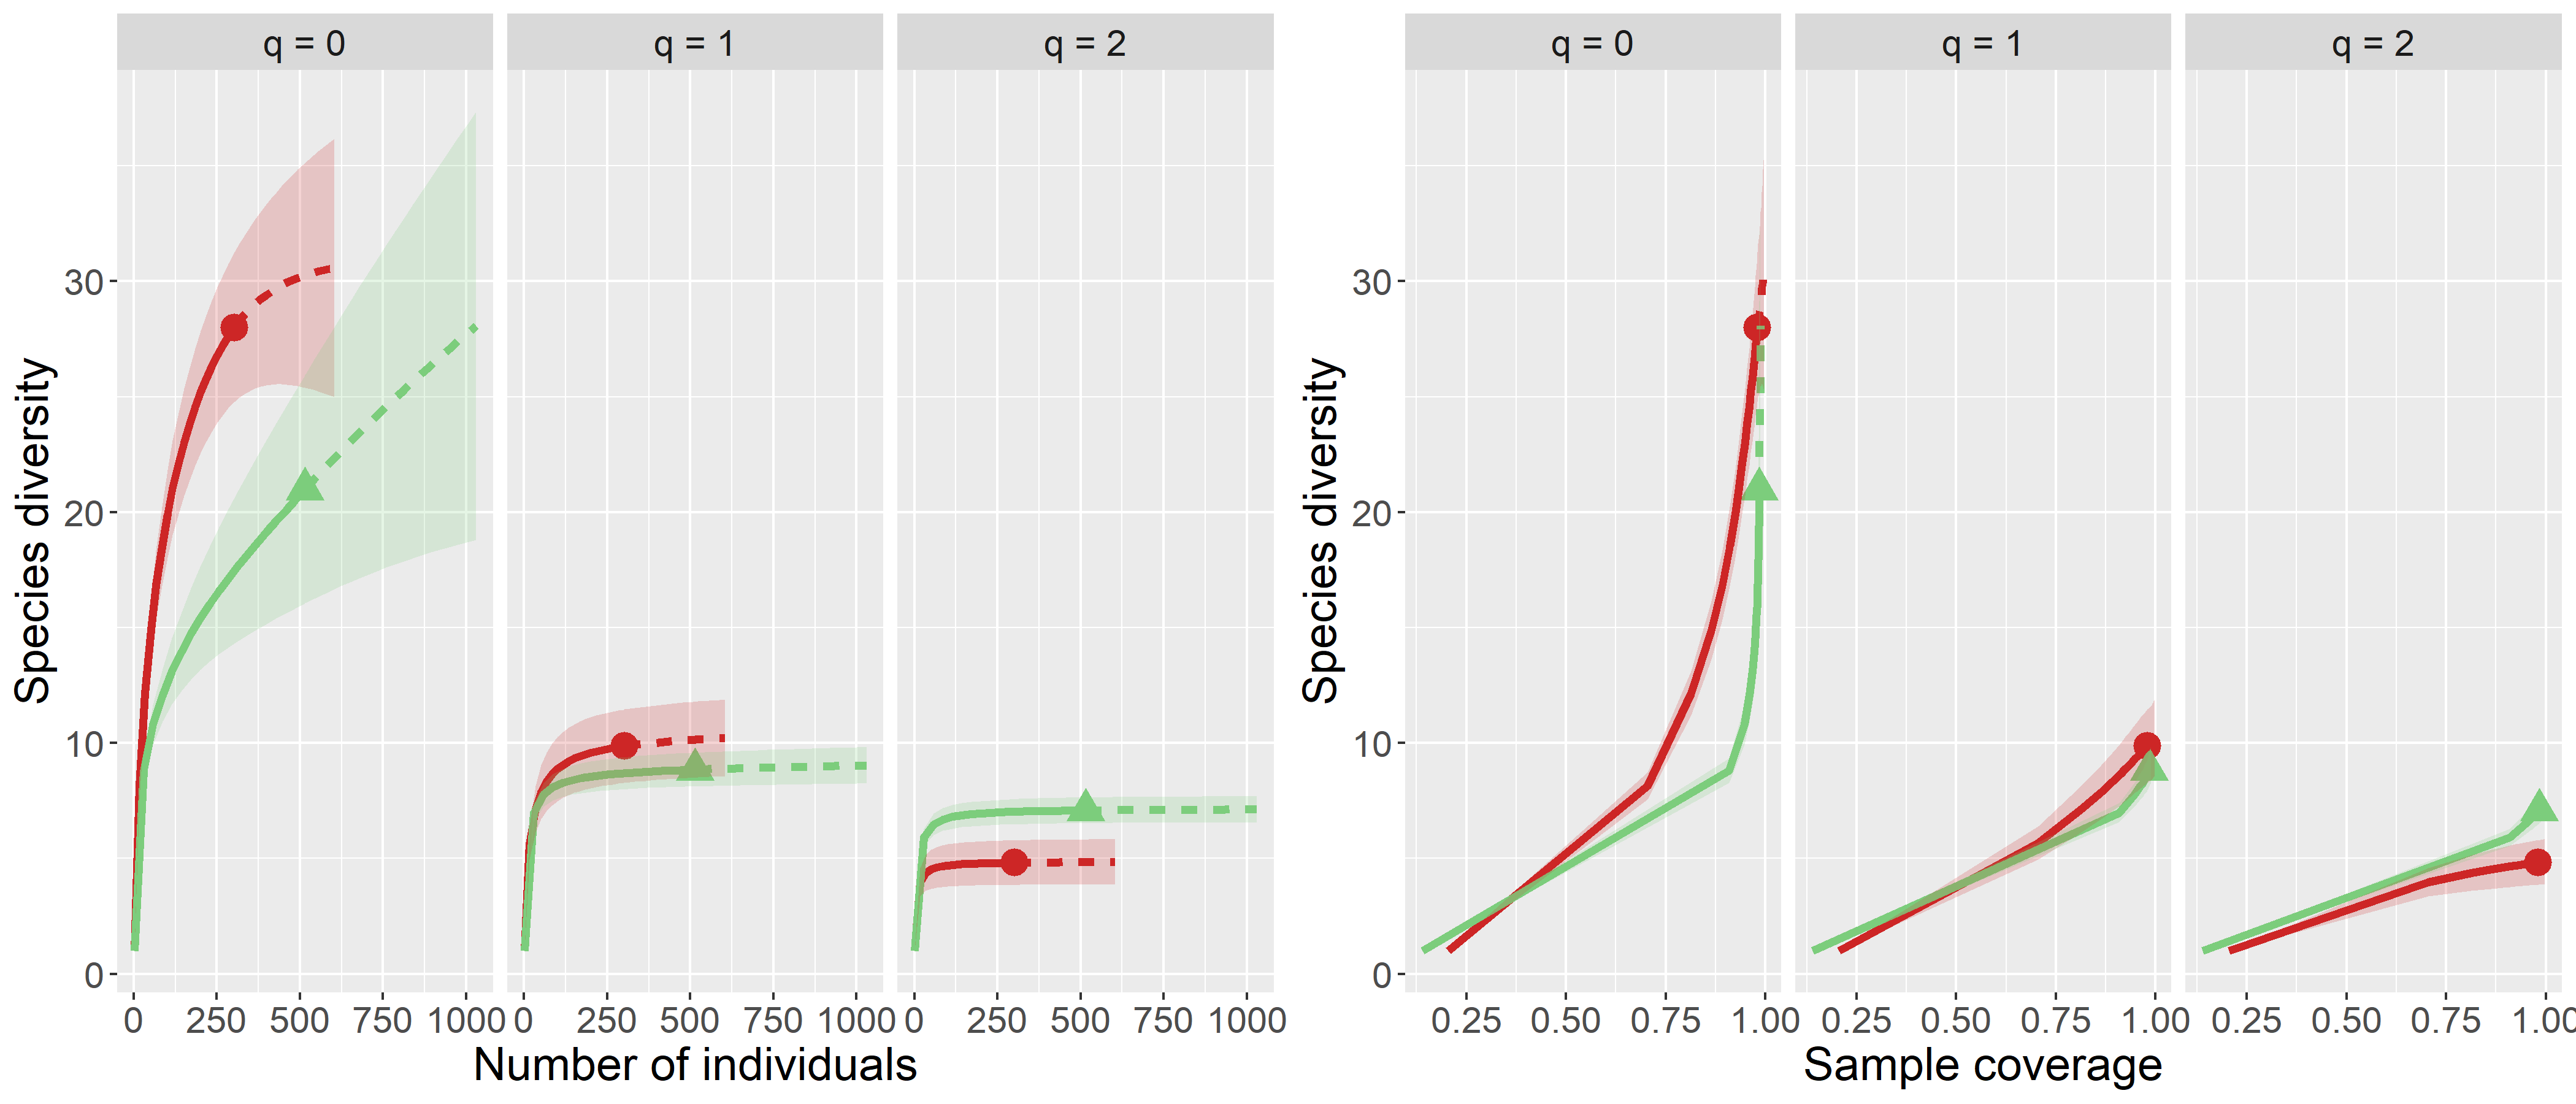 q = 0 q = 1 q = 2 q = 0 q = 1 q = 2
Species diversity
30
20
10
0
Species diversity
30
20
10
0
0 250 500 750 1000 0 250 500 750 1000 0 250 500 750 1000
0.25 0.50 0.75 1.00 0.25 0.50 0.75 1.00 0.25 0.50 0.75 1.00
Number of individuals
Sample coverage